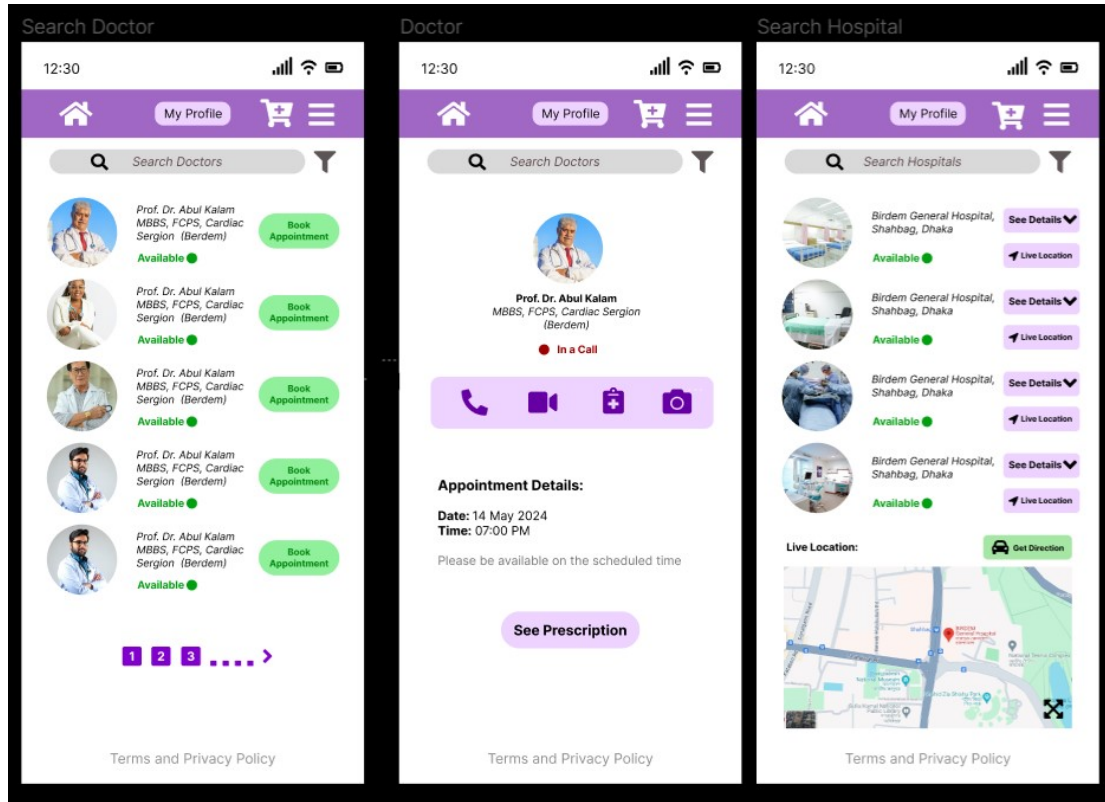 Search Doctor
12:30
My Profile
Search Doctors
Prof. Dr. Abul Kalam
MBBS, FCPS, Cardiac
Sergion (Berdem)
Available
Book
Appointment
Prof. Dr. Abul Kalam
MBBS, FCPS, Cardiac
Sergion (Berdem)
Available
Book
Appointment
Prof. Dr. Abul Kalam
MBBS, FCPS, Cardiac
Sergion (Berdem)
Available
Book
Appointment
Prof. Dr. Abul Kalam
MBBS, FCPS, Cardiac
Sergion (Berdem)
Available
Book
Appointment
Prof. Dr. Abul Kalam
MBBS, FCPS, Cardiac
Sergion (Berdem)
Available
Book
Appointment
1 2 3 .... >
Terms and Privacy Policy
Doctor
12:30
My Profile
Search Doctors
Prof. Dr. Abul Kalam
MBBS, FCPS, Cardiac Sergion
(Berdem)
In a Call
Appointment Details:
Date: 14 May 2024
Time: 07:00 PM
Please be available on the scheduled time
See Prescription
Terms and Privacy Policy
Search Hospital
12:30
My Profile
Search Hospitals
Birdem General Hospital,
Shahbag, Dhaka
Available
See Details
Live Location
Birdem General Hospital,
Shahbag, Dhaka
Available
See Details
Live Location
Birdem General Hospital,
Shahbag, Dhaka
Available
See Details
Live Location
Birdem General Hospital,
Shahbag, Dhaka
Available
See Details
Live Location
Live Location:
Get Direction
BIRDEM
General Hospital
National Museum
Public Library
Terms and Privacy Policy